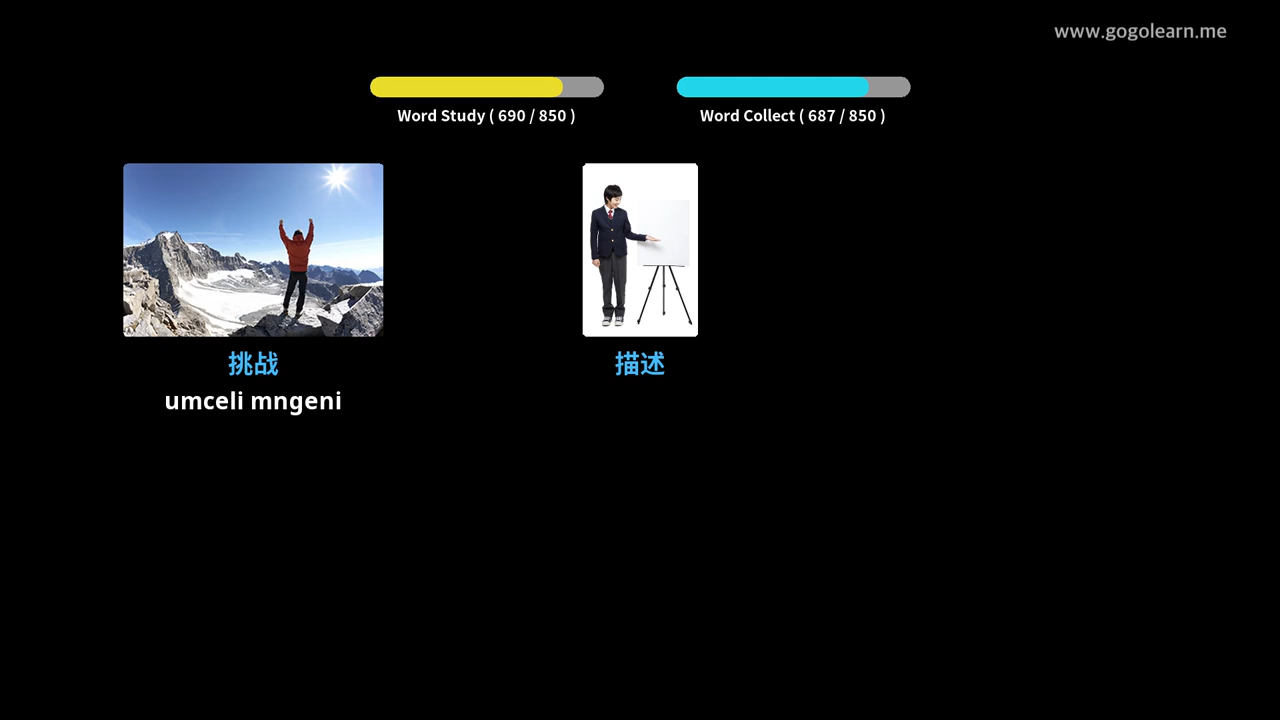 www.gogolearn.me
Word Study ( 690 / 850 )
Word Collect ( 687 / 850 )
挑战
umceli mngeni
描述